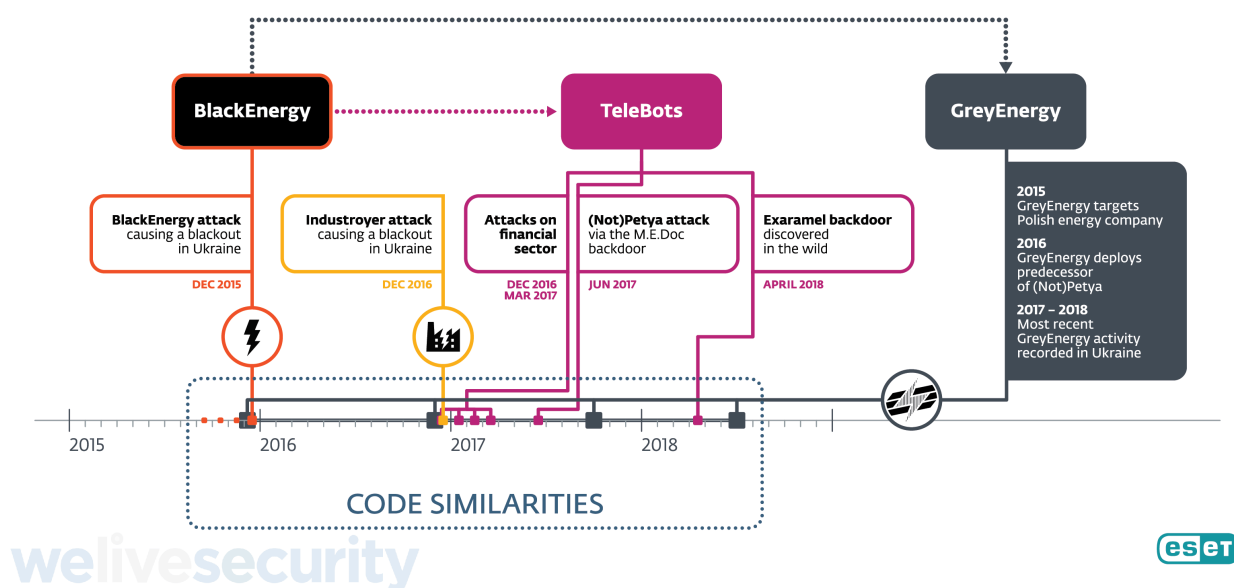 BlackEnergy
TeleBots
GreyEnergy
BlackEnergy attack
causing a blackout
in Ukraine
DEC 2015
Industroyer attack
causing a blackout
in Ukraine
DEC 2016
Attacks on
financial
sector
DEC 2016
MAR 2017
(Not)Petya attack
via the M.E.Doc
backdoor
JUN 2017
Exaramel backdoor
discovered
in the wild
APRIL 2018
2015
GreyEnergy targets
Polish energy company
2016
GreyEnergy deploys
predecessor
of (Not)Petya
2017 – 2018
Most recent
GreyEnergy activity
recorded in Ukraine
2015
2016
2017
2018
CODE SIMILARITIES
welivesecurity
eseT